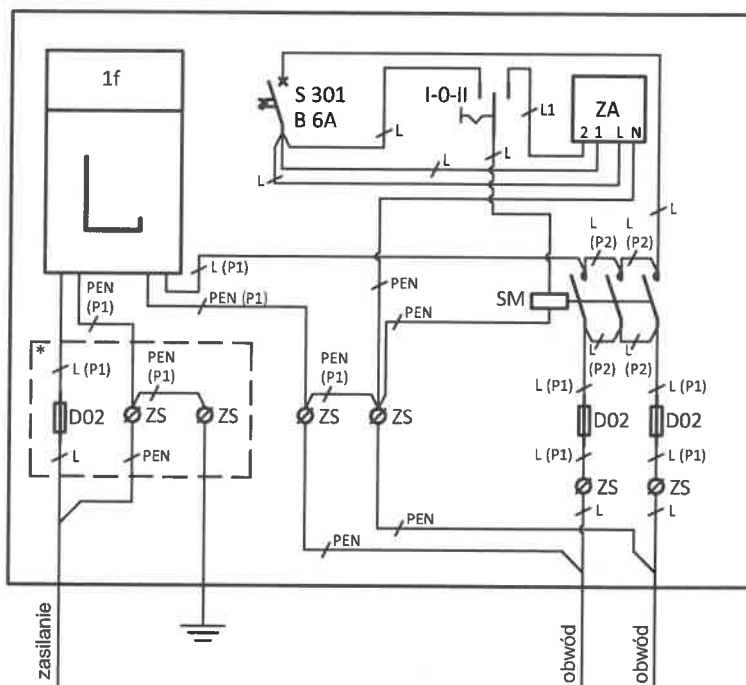 1f
S 301
B 6A
I-0-II
L1
ZA
2 1 L N
L
L
L
L
L
L
(P2)
L
(P2)
L (P1)
PEN
(P1)
PEN (P1)
PEN
SM
*
L (P1)
PEN
(P1)
PEN
(P1)
L
(P2)
L
(P2)
D02
ZS
ZS
ZS
ZS
L (P1)
L (P1)
D02
D02
L
PEN
L (P1)
L (P1)
ZS
ZS
L
L
PEN
PEN
zasilanie
obwód
obwód